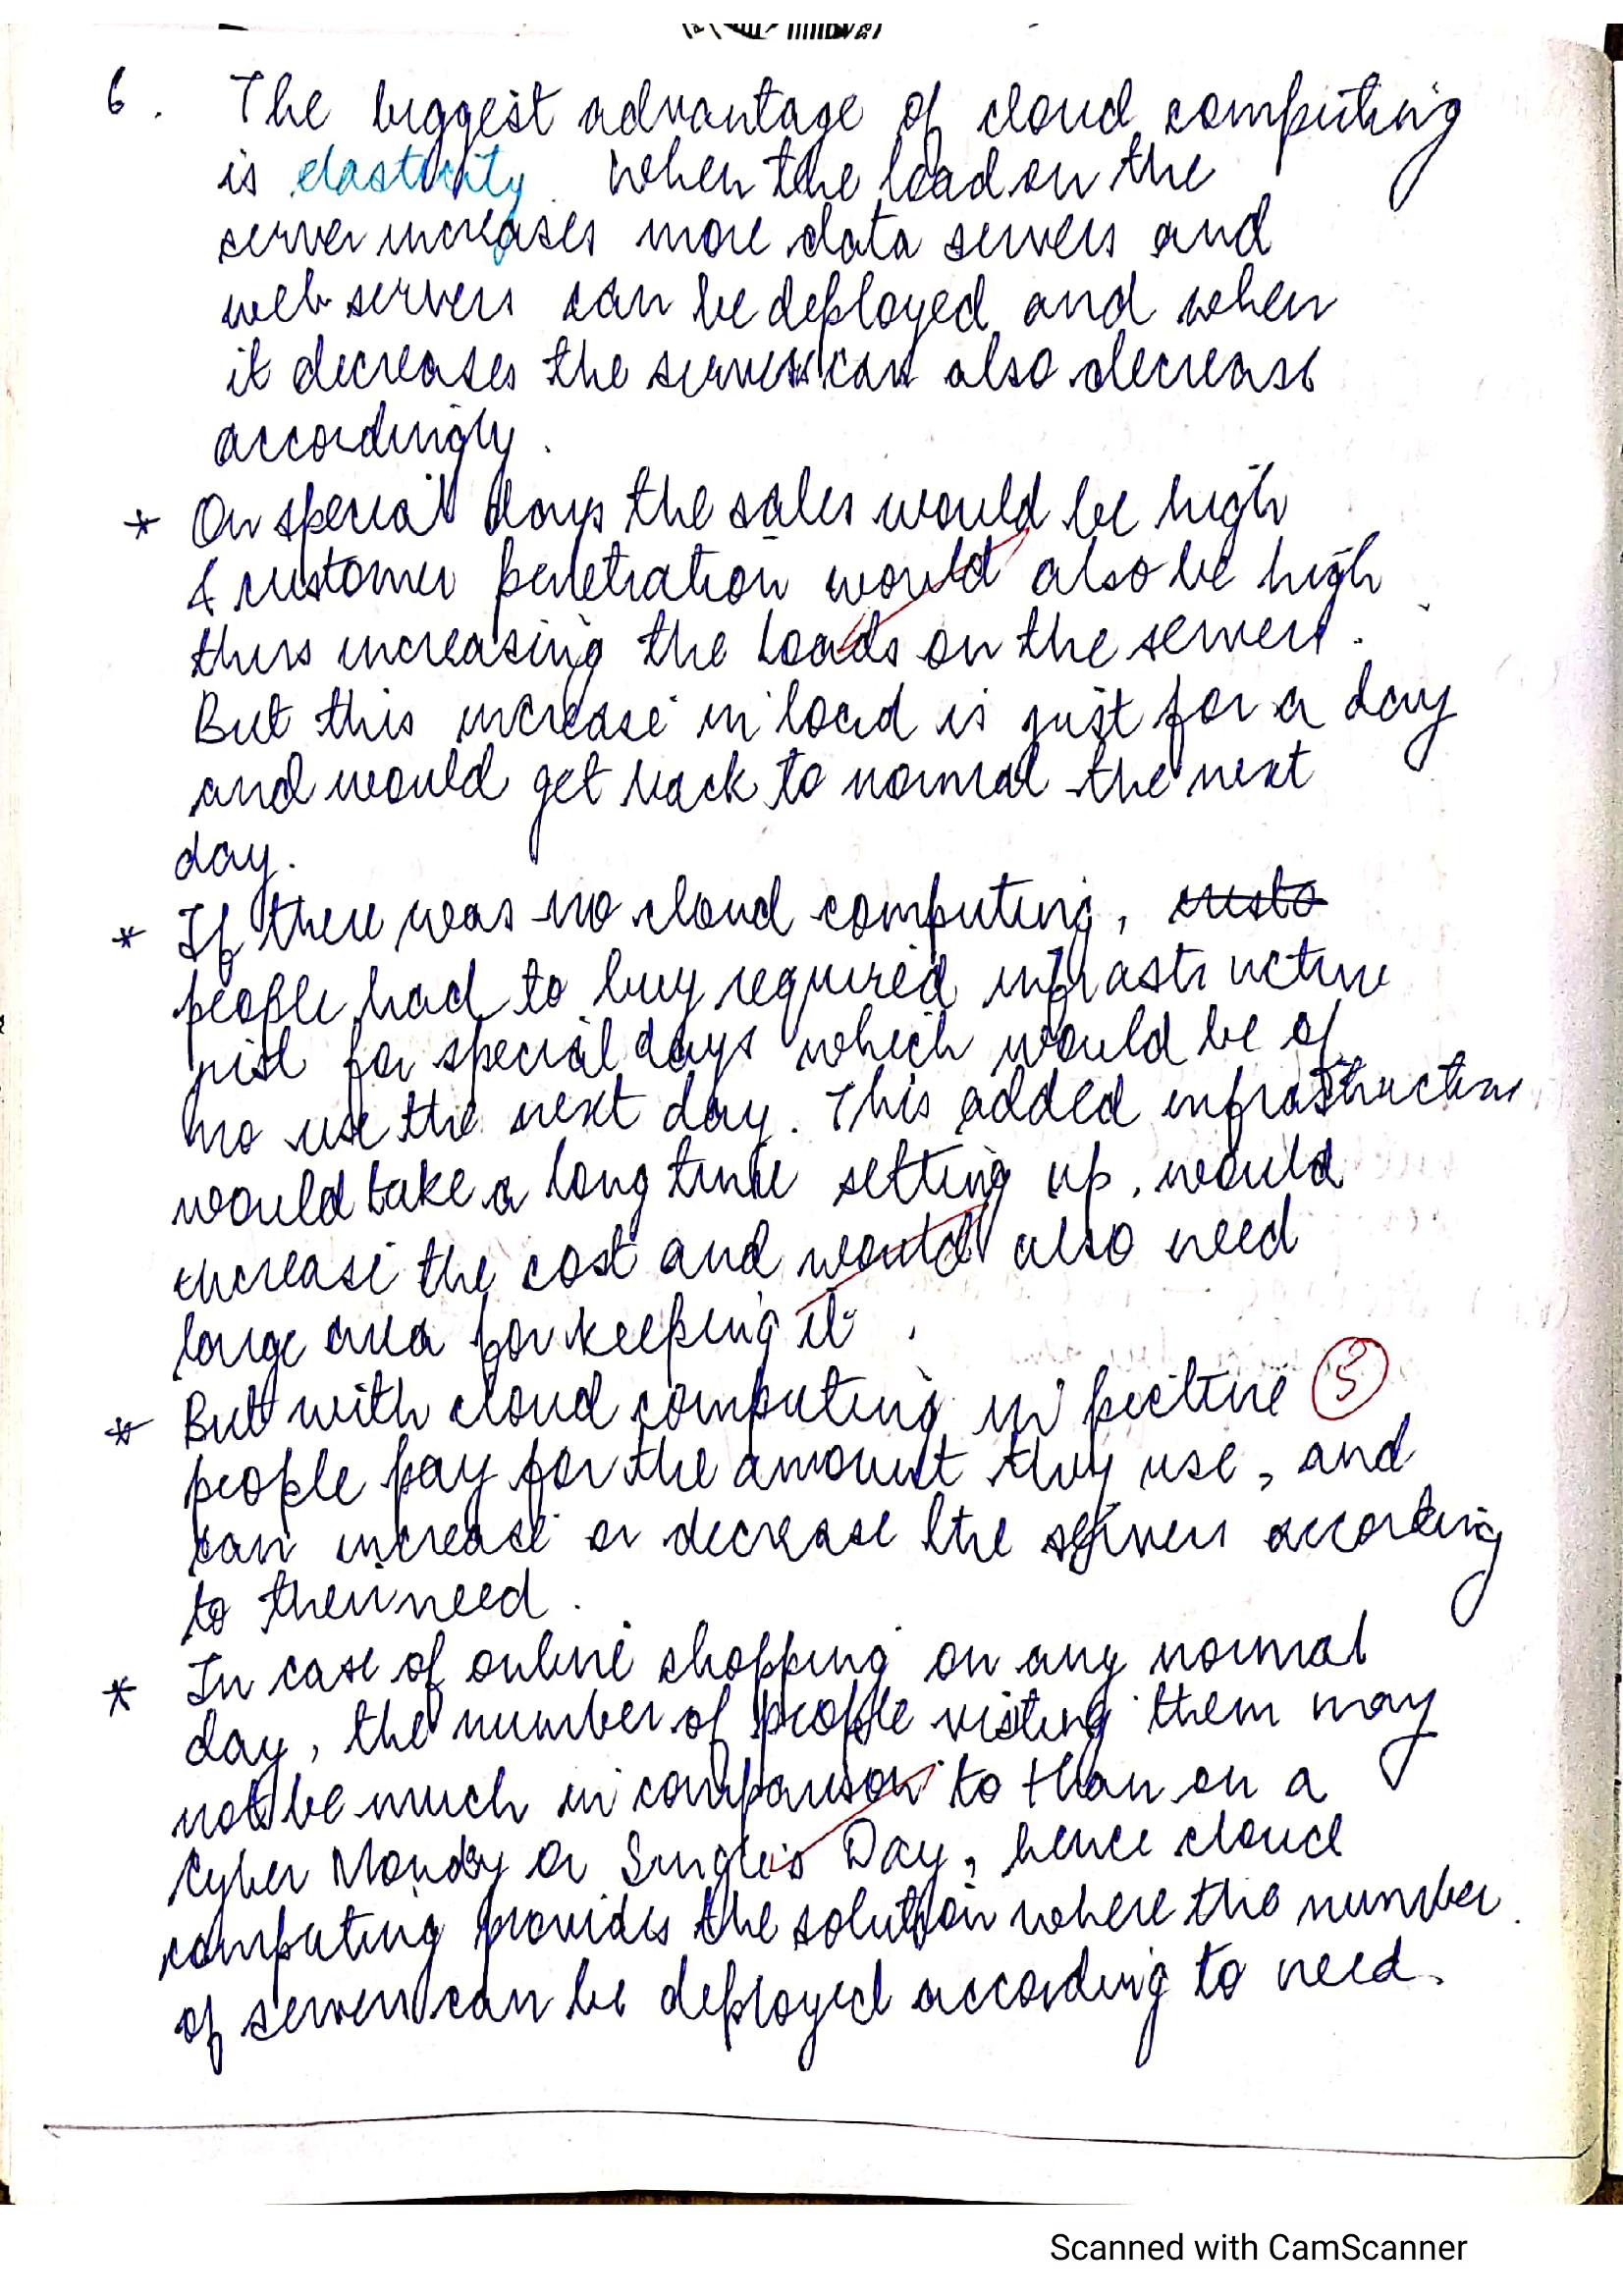 6. The biggest advantage of cloud computing
is elasticity. When the load on the
server increases more data servers and
web servers can be deployed and when
it decreases the servers can also decrease
accordingly.
* On special days the sales would be high
& customer penetration would also be high
thus increasing the loads on the servers.
But this increase in load is just for a day
and would get back to normal the next
day.
* If there was no cloud computing, custo
people had to buy required infrastructure
just for special days which would be of
no use the next day. This added infrastructure
would take a long time setting up, would
increase the cost and would also need
large area for keeping it.
5
* But with cloud computing in picture
people pay for the amount they use, and
can increase or decrease the servers according
to their need.
* In case of online shopping on any normal
day, the number of people visiting them may
not be much in comparison to than on a
Cyber Monday or Single's Day, hence cloud
computing provides the solution where the number
of servers can be deployed according to need.
Scanned with CamScanner